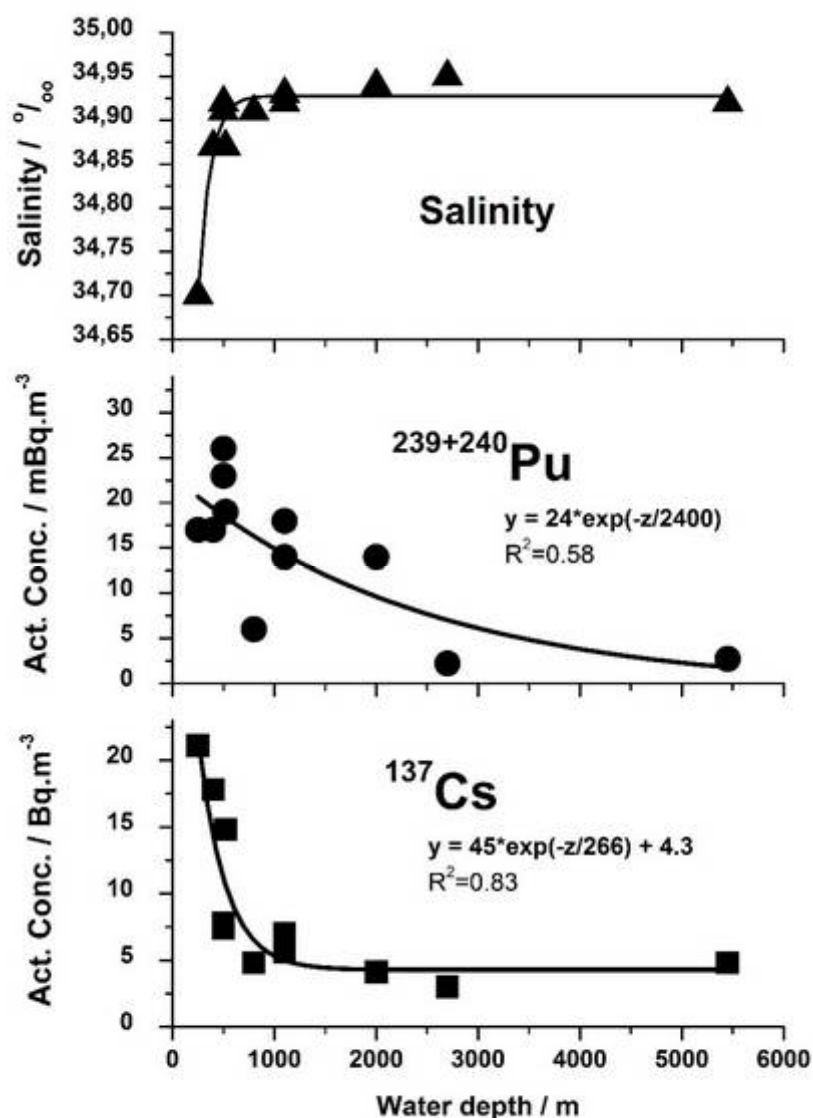 35,00
34,95
34,90
34,85
34,80
34,75
34,70
34,65
Salinity / º/₀₀
Salinity
30
25
20
15
10
5
0
Act. Conc. / mBq.m⁻³
²³⁹⁺²⁴⁰Pu
y = 24*exp(-z/2400)
R²=0.58
20
15
10
5
0
Act. Conc. / Bq.m⁻³
¹³⁷Cs
y = 45*exp(-z/266) + 4.3
R²=0.83
0 1000 2000 3000 4000 5000 6000
Water depth / m